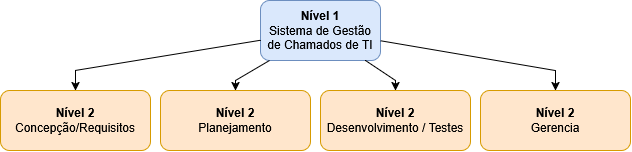 Nível 1
Sistema de Gestão
de Chamados de TI
Nível 2
Concepção/Requisitos
Nível 2
Planejamento
Nível 2
Desenvolvimento / Testes
Nível 2
Gerencia